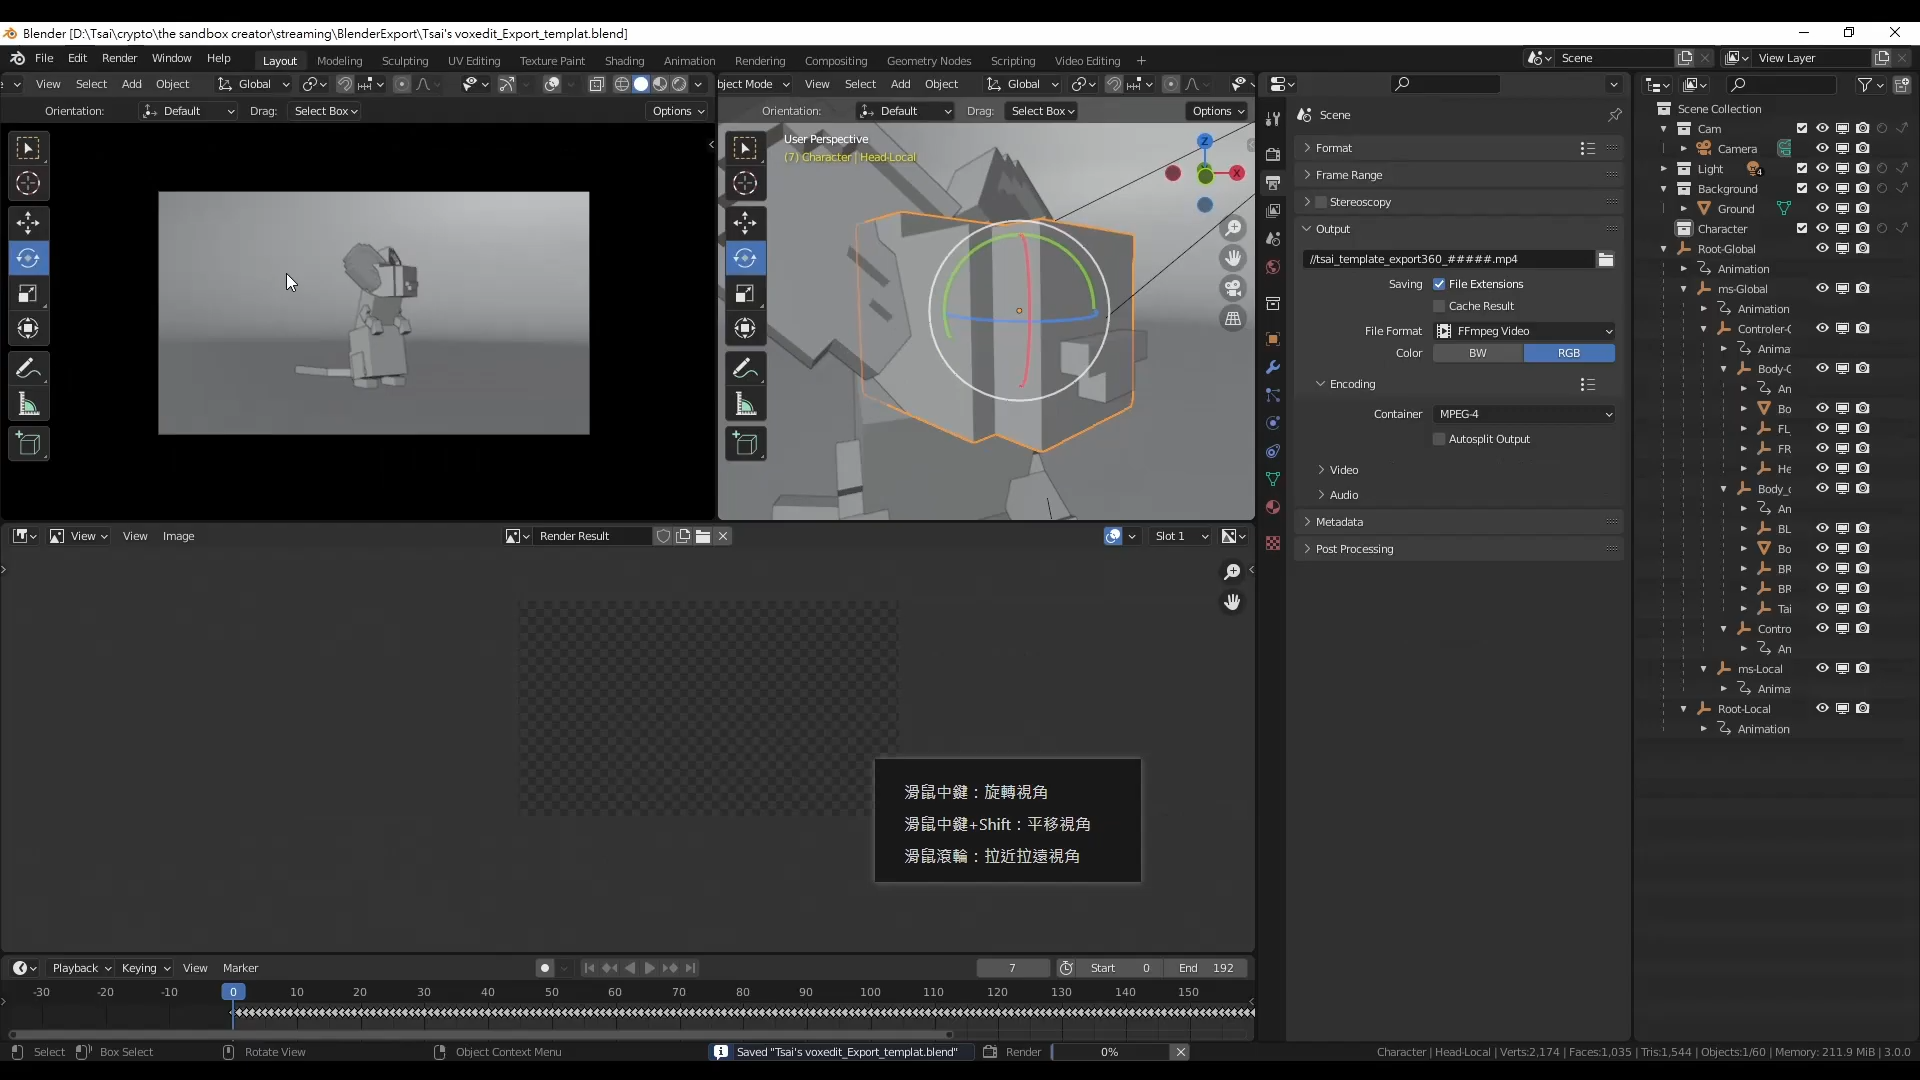 Blender [D:\Tsai\crypto\the sandbox creator\streaming\BlenderExport\Tsai's voxedit_Export_templat.blend]
File Edit Render Window Help Layout Modeling Sculpting UV Editing Texture Paint Shading Animation Rendering Compositing Geometry Nodes Scripting Video Editing + Scene View Layer
View Select Add Object Global
bject Mode View Select Add Object Global
Orientation: Default Drag: Select Box Options
Orientation: Default Drag: Select Box Options
User Perspective
(7) Character | Head-Local
Z
X
Scene
Format
Frame Range
Stereoscopy
Output
//tsai_template_export360_#####.mp4
Saving File Extensions
Cache Result
File Format FFmpeg Video
Color BW RGB
Encoding
Container MPEG-4
Autosplit Output
Video
Audio
Metadata
Post Processing
Scene Collection
Cam
Camera
Light 4
Background
Ground
Character
Root-Global
Animation
ms-Global
Animation
Controler-C
Anima
Body-C
An
Bo
FL
FR
He
Body_c
An
BL
Bo
BR
BR
Tai
Contro
An
ms-Local
Anima
Root-Local
Animation
View View Image Render Result Slot 1
滑鼠中鍵：旋轉視角
滑鼠中鍵+Shift：平移視角
滑鼠滾輪：拉近拉遠視角
Playback Keying View Marker 7 Start 0 End 192
-30 -20 -10 0 10 20 30 40 50 60 70 80 90 100 110 120 130 140 150
Select Box Select Rotate View Object Context Menu Saved "Tsai's voxedit_Export_templat.blend" Render 0% Character | Head-Local | Verts:2,174 | Faces:1,035 | Tris:1,544 | Objects:1/60 | Memory: 211.9 MiB | 3.0.0